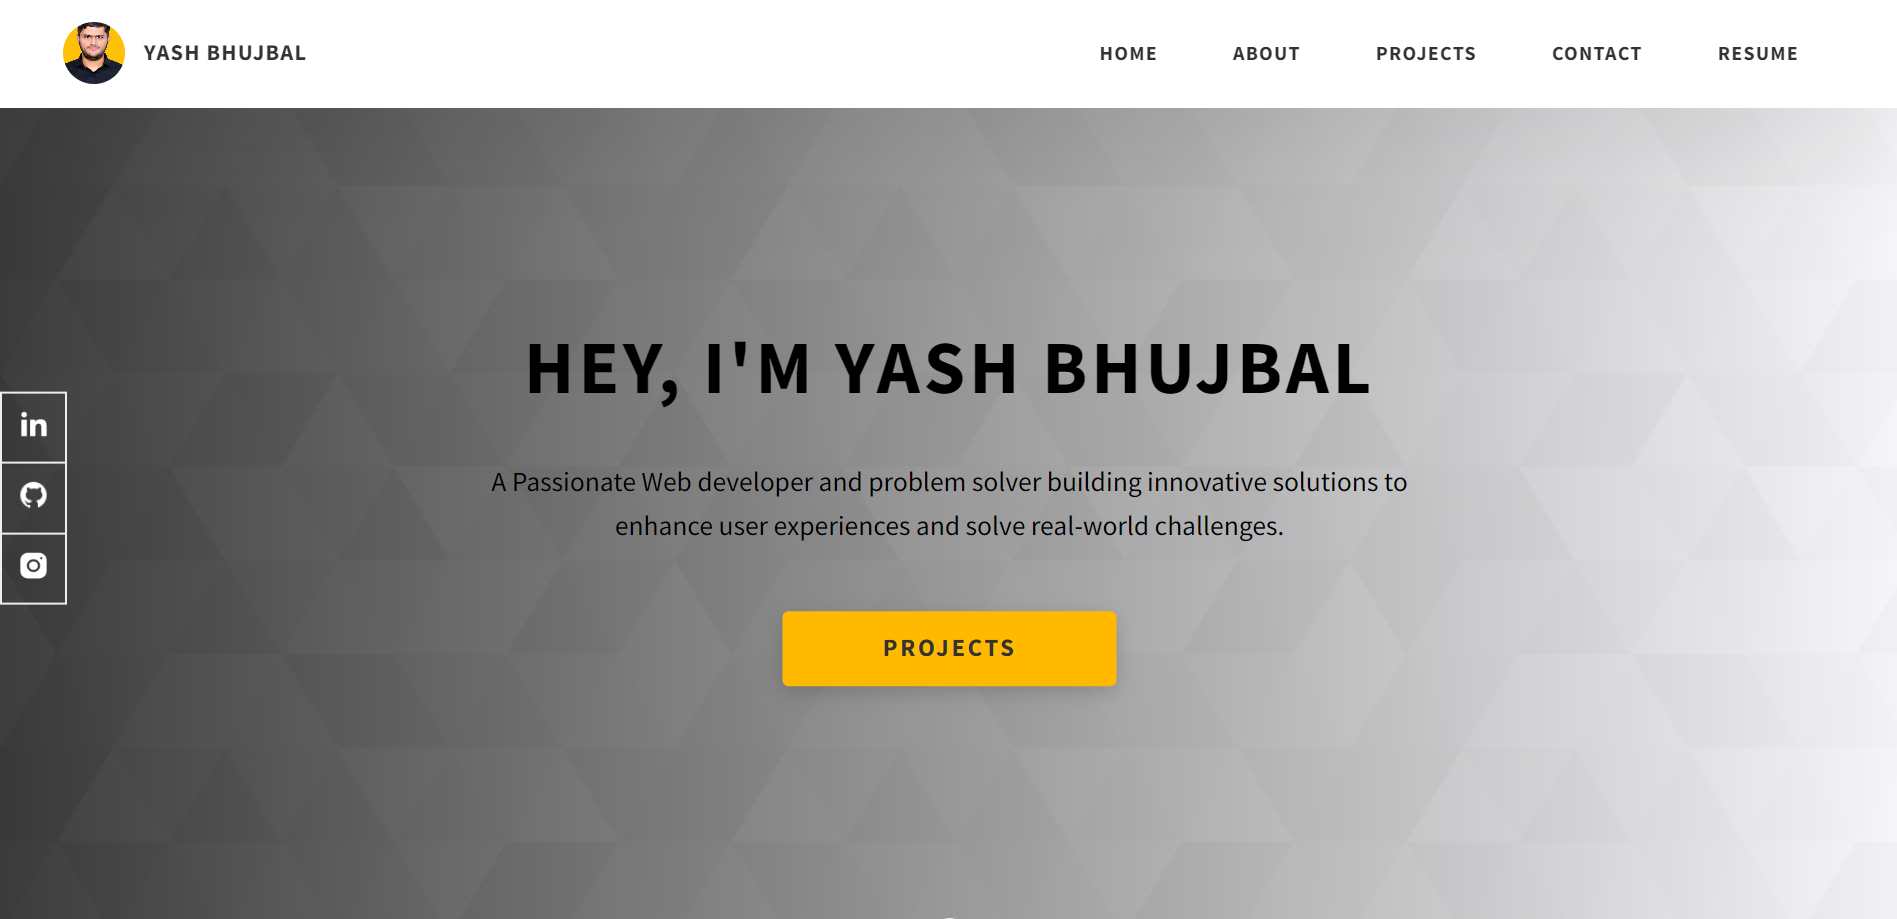 YASH BHUJBAL
HOME ABOUT PROJECTS CONTACT RESUME
HEY, I'M YASH BHUJBAL
in
A Passionate Web developer and problem solver building innovative solutions to
enhance user experiences and solve real-world challenges.
PROJECTS